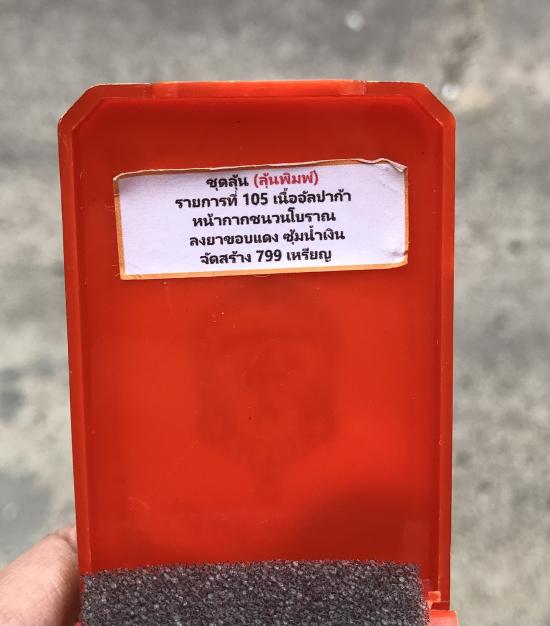 ชุดลุ้น (ลุ้นพิมพ์)
รายการที่ 105 เนื้ออัลปาก้า
หน้ากากชนวนโบราณ
ลงยาขอบแดง ซุ้มน้ำเงิน
จัดสร้าง 799 เหรียญ